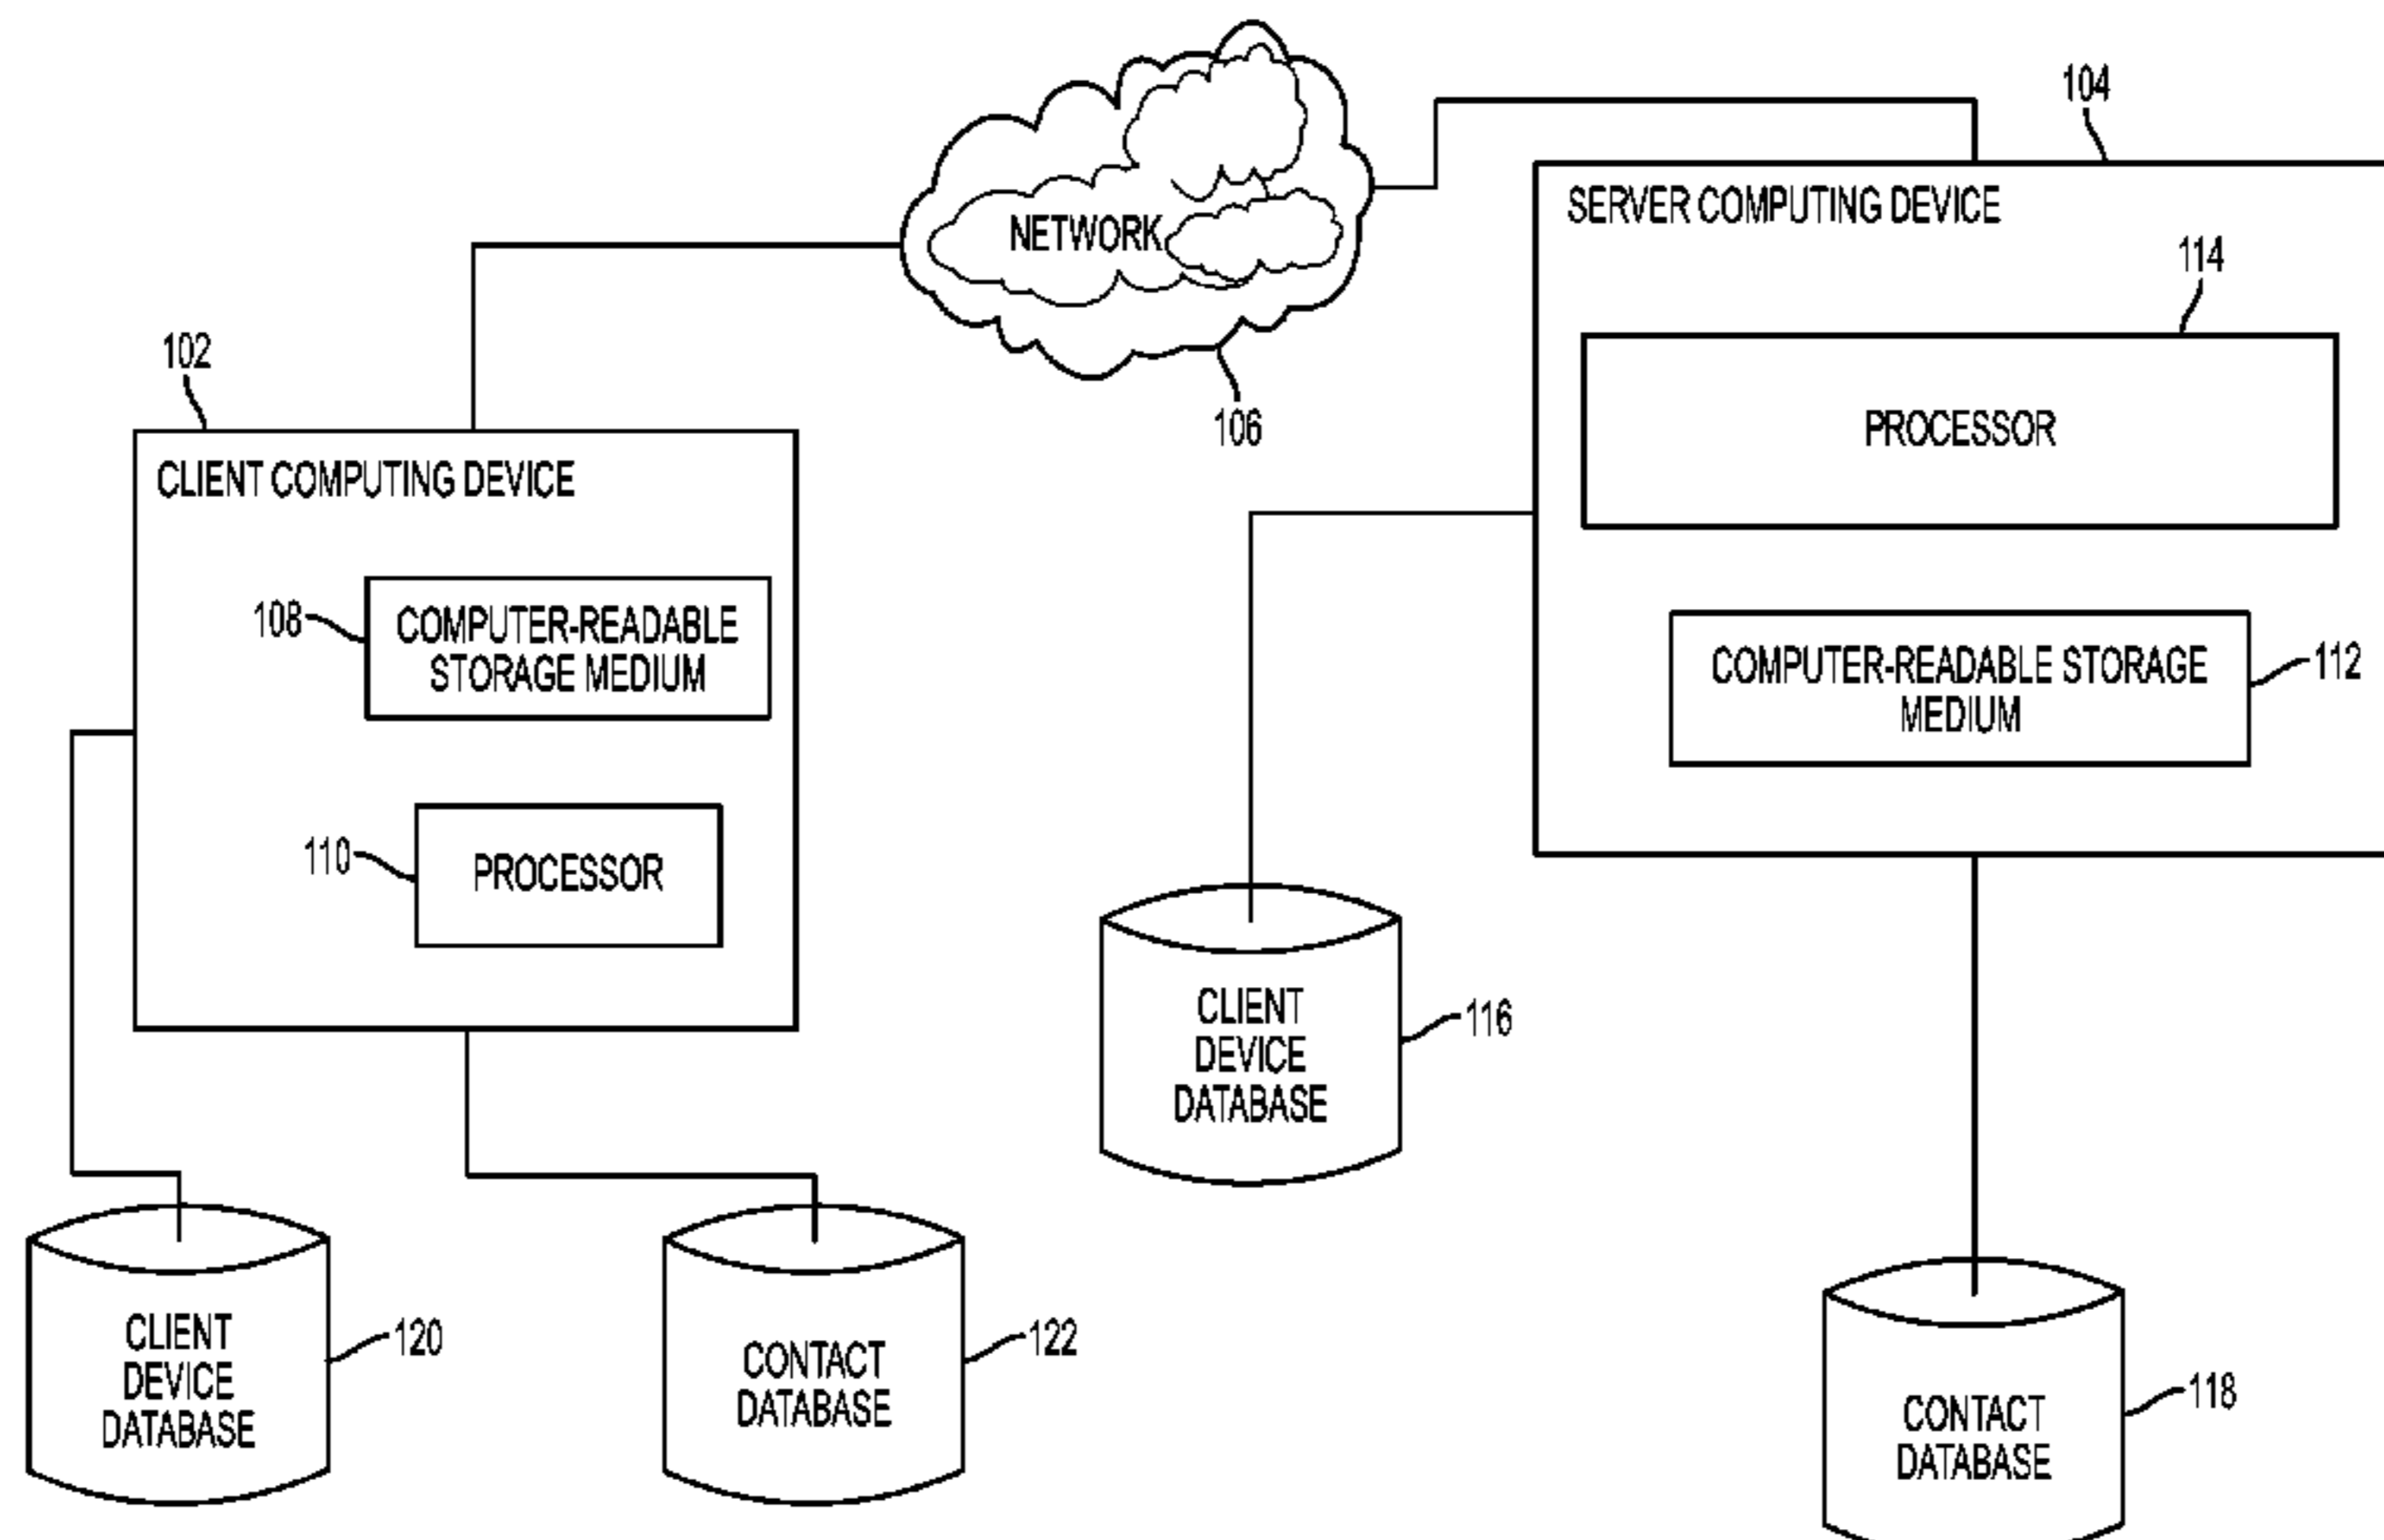 104
NETWORK
106
SERVER COMPUTING DEVICE
114
PROCESSOR
COMPUTER-READABLE STORAGE
MEDIUM
112
102
CLIENT COMPUTING DEVICE
108
COMPUTER-READABLE
STORAGE MEDIUM
110
PROCESSOR
CLIENT
DEVICE
DATABASE
116
CLIENT
DEVICE
DATABASE
120
CONTACT
DATABASE
122
CONTACT
DATABASE
118